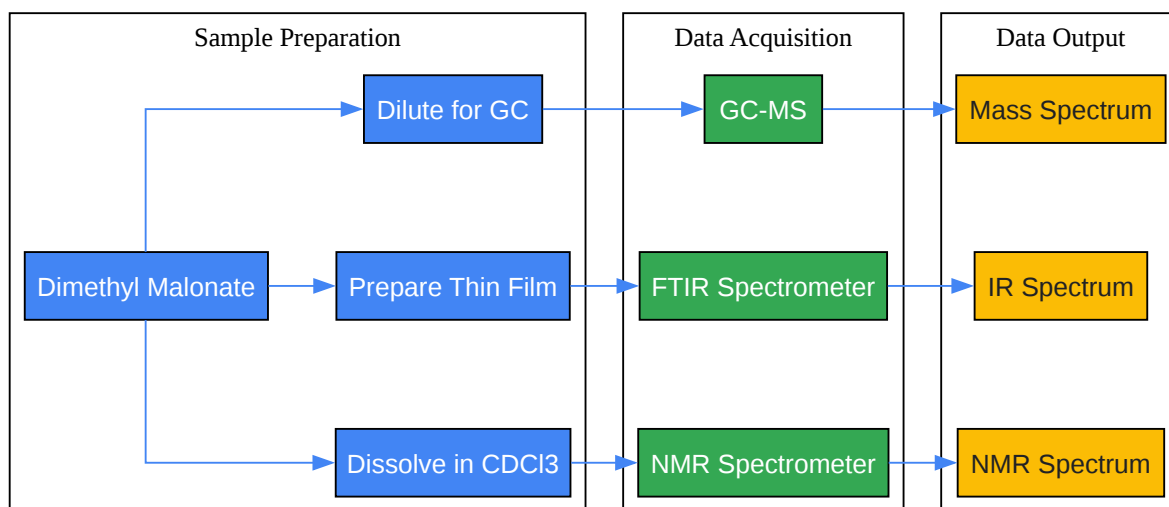 Sample Preparation
Data Acquisition
Data Output
Dilute for GC
GC-MS
Mass Spectrum
Dimethyl Malonate
Prepare Thin Film
FTIR Spectrometer
IR Spectrum
Dissolve in CDCl3
NMR Spectrometer
NMR Spectrum